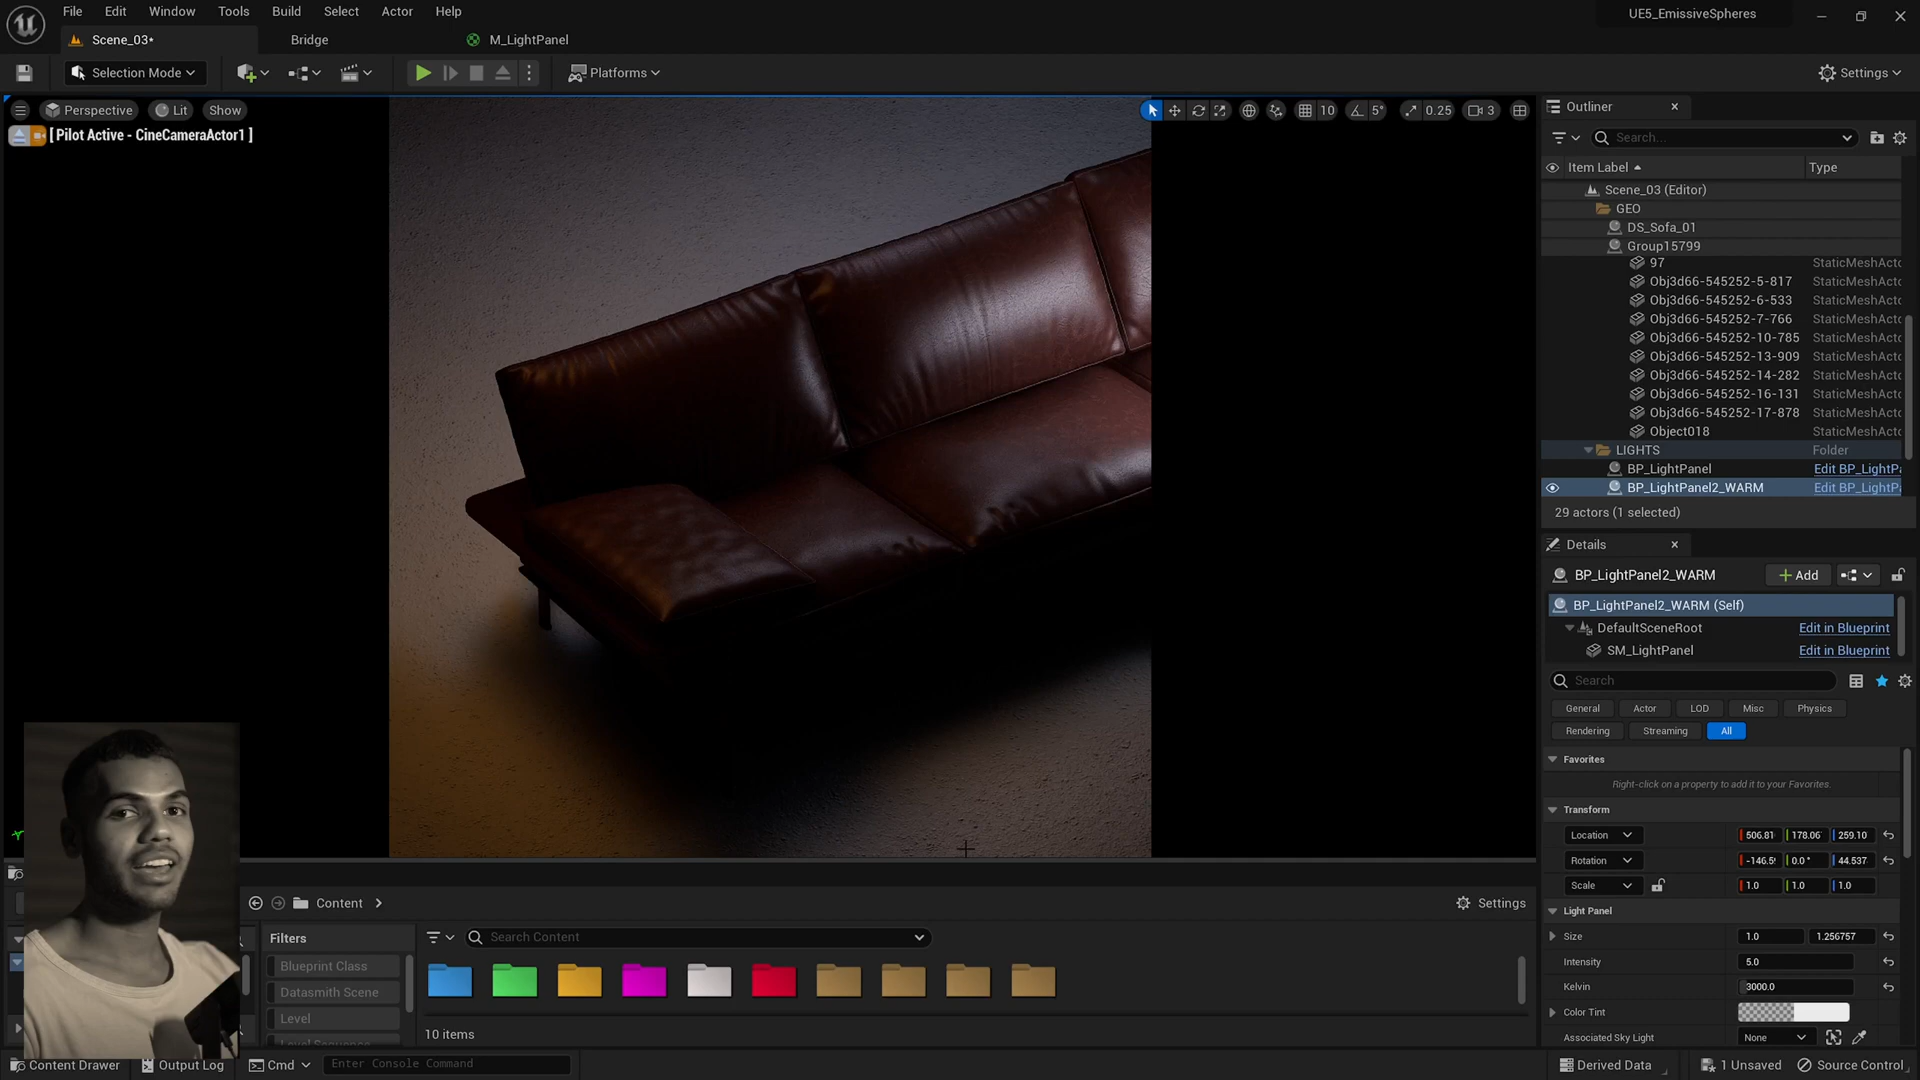 File Edit Window Tools Build Select Actor Help
UE5_EmissiveSpheres
Scene_03•
Bridge
M_LightPanel
Selection Mode
Platforms
Settings
Perspective
Lit
Show
10
5°
0.25
3
[ Pilot Active - CineCameraActor1 ]
Outliner
Search...
Item Label
Type
Scene_03 (Editor)
GEO
DS_Sofa_01
Group15799
97 StaticMeshActo
Obj3d66-545252-5-817 StaticMeshActo
Obj3d66-545252-6-533 StaticMeshActo
Obj3d66-545252-7-766 StaticMeshActo
Obj3d66-545252-10-785 StaticMeshActo
Obj3d66-545252-13-909 StaticMeshActo
Obj3d66-545252-14-282 StaticMeshActo
Obj3d66-545252-16-131 StaticMeshActo
Obj3d66-545252-17-878 StaticMeshActo
Object018 StaticMeshActo
LIGHTS Folder
BP_LightPanel Edit BP_LightPa
BP_LightPanel2_WARM Edit BP_LightPa
29 actors (1 selected)
Details
BP_LightPanel2_WARM
Add
BP_LightPanel2_WARM (Self)
DefaultSceneRoot Edit in Blueprint
SM_LightPanel Edit in Blueprint
Search
General Actor LOD Misc Physics
Rendering Streaming All
Favorites
Right-click on a property to add it to your Favorites.
Transform
Location 506.81 178.06 259.10
Rotation -146.5 0.0 ° 44.537
Scale 1.0 1.0 1.0
Light Panel
Size 1.0 1.256757
Intensity 5.0
Kelvin 3000.0
Color Tint
Associated Sky Light None
Content
Settings
Filters
Search Content
Blueprint Class
Datasmith Scene
Level
10 items
Content Drawer
Output Log
Cmd
Enter Console Command
Derived Data
1 Unsaved
Source Control